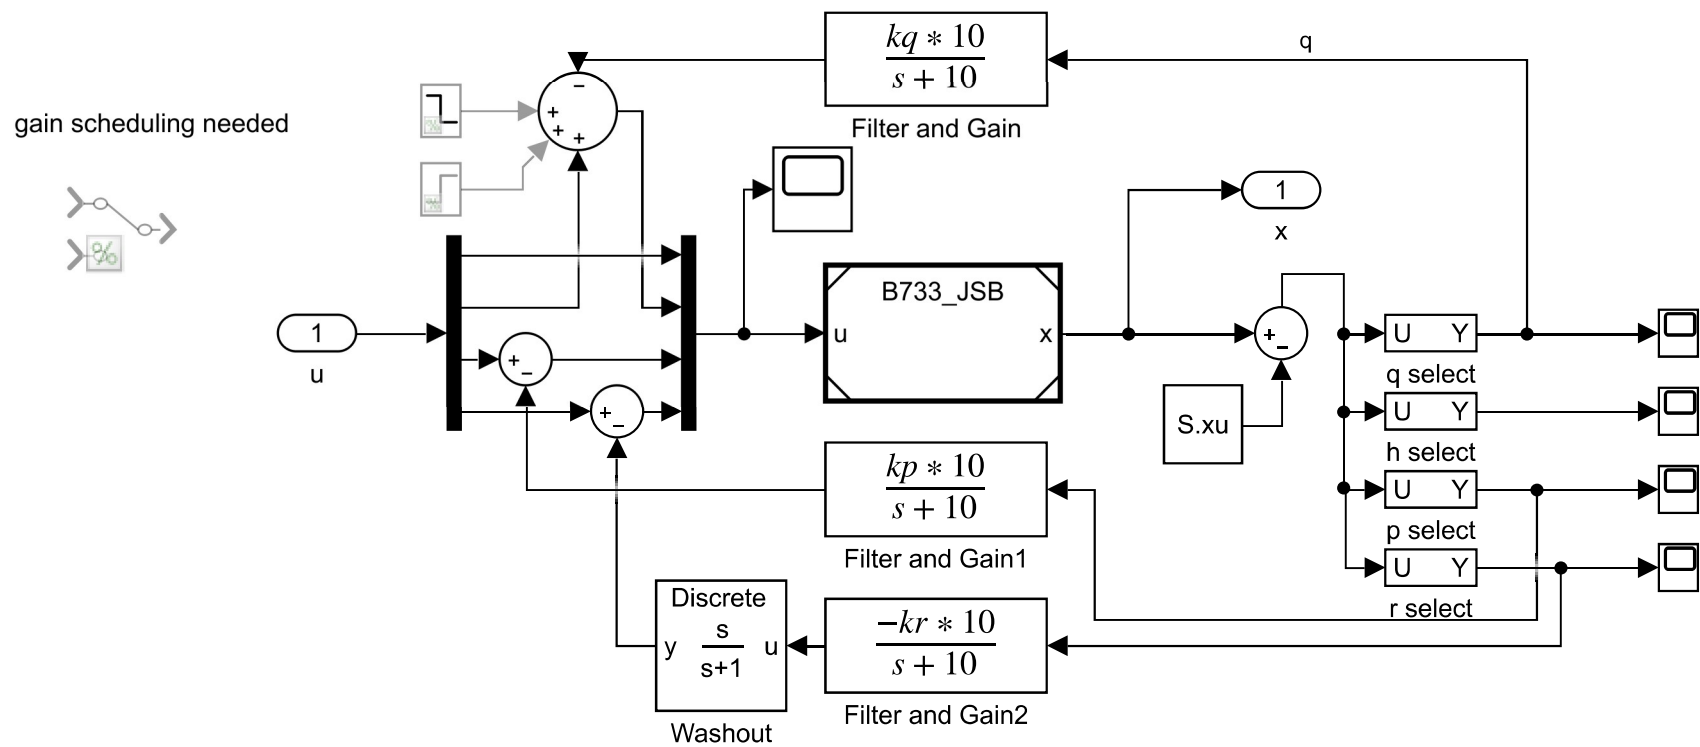 kq * 10
s + 10
Filter and Gain
q
gain scheduling needed
−
+
+
+
1
x
1
u
B733_JSB
u
x
+
−
+
−
+
−
S.xu
U Y
q select
U Y
h select
U Y
p select
U Y
r select
kp * 10
s + 10
Filter and Gain1
Discrete
y
s
s+1
u
Washout
−kr * 10
s + 10
Filter and Gain2